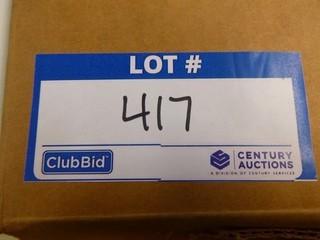 LOT #
417
ClubBid
CENTURY
AUCTIONS
A DIVISION OF CENTURY SERVICES